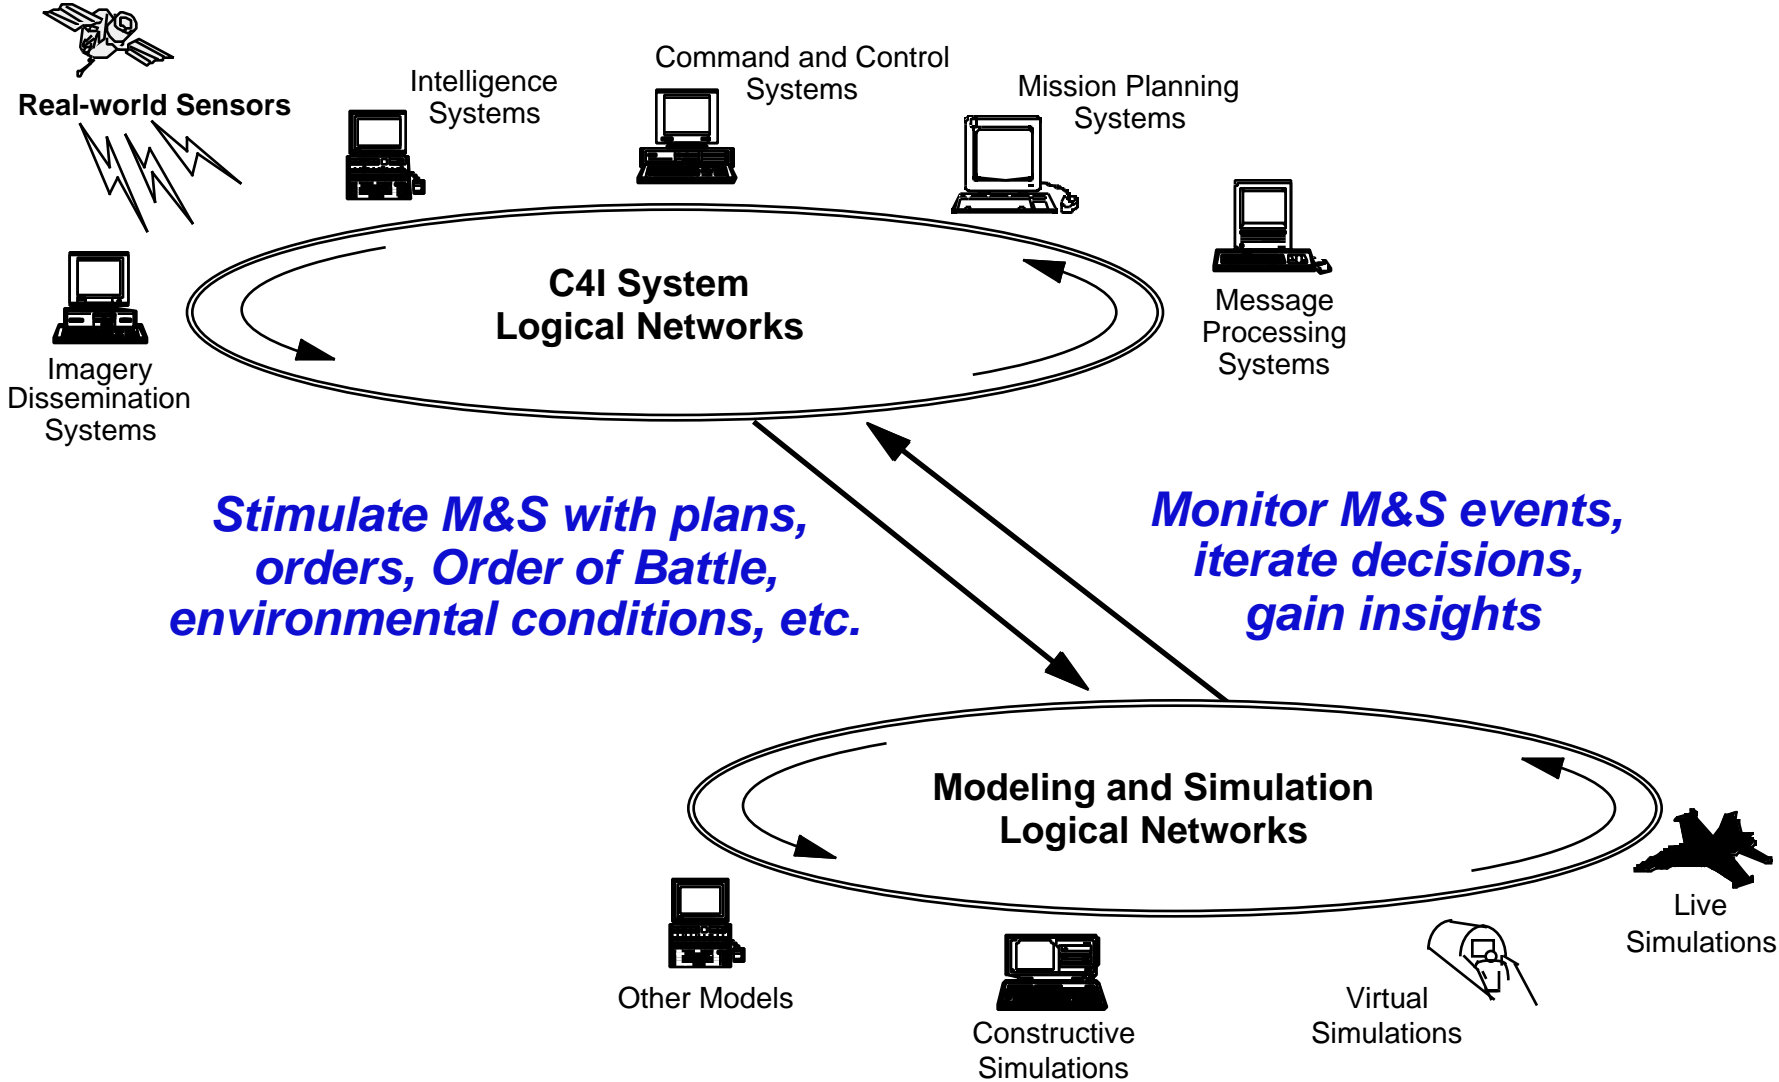 Real-world Sensors
Intelligence
Systems
Command and Control
Systems
Mission Planning
Systems
Message
Processing
Systems
Imagery
Dissemination
Systems
C4I System
Logical Networks
Stimulate M&S with plans,
orders, Order of Battle,
environmental conditions, etc.
Monitor M&S events,
iterate decisions,
gain insights
Modeling and Simulation
Logical Networks
Other Models
Constructive
Simulations
Virtual
Simulations
Live
Simulations